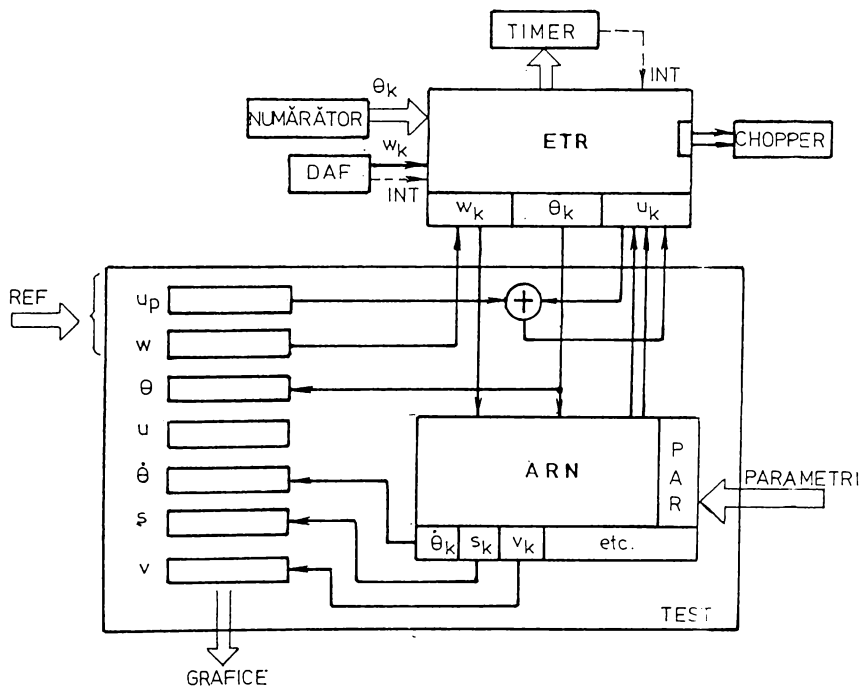 TIMER
INT
θk
NUMĂRĂTOR
ETR
CHOPPER
wk
DAF
INT
wk θk uk
REF
up
w
θ
u
θ̇
s
v
ARN
PAR
PARAMETRI
θ̇k sk vk etc.
TEST
GRAFICE